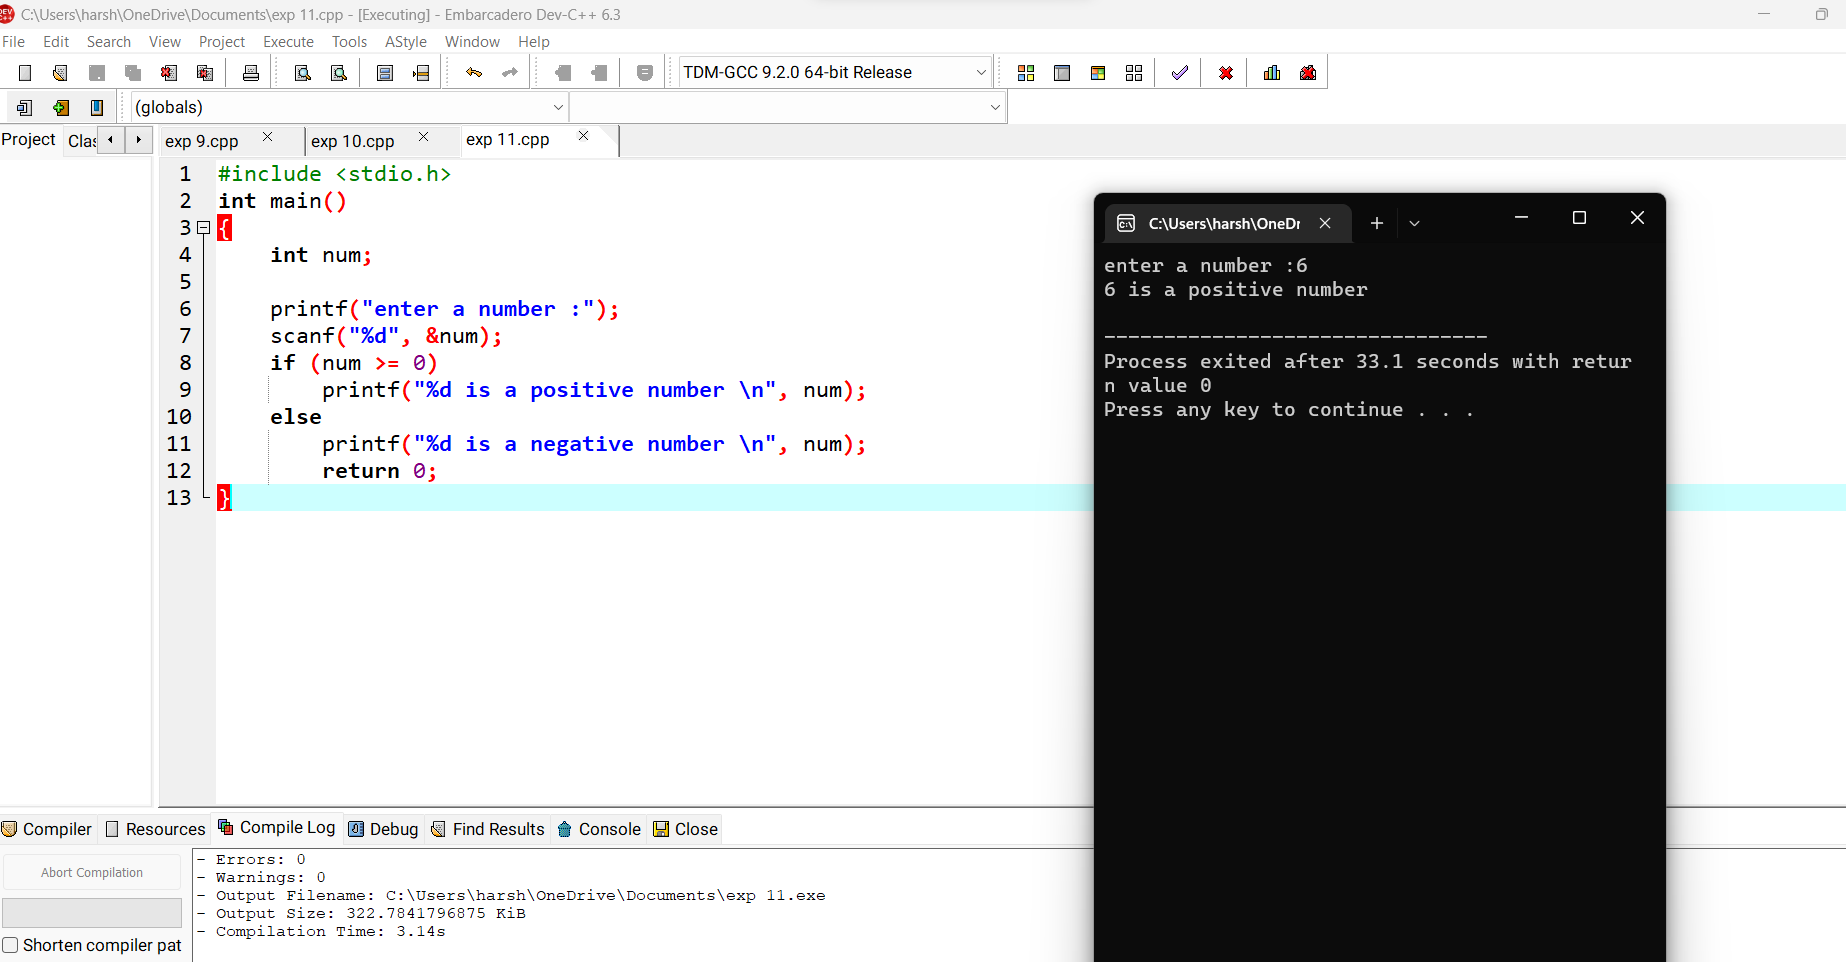 C:\Users\harsh\OneDrive\Documents\exp 11.cpp - [Executing] - Embarcadero Dev-C++ 6.3
File Edit Search View Project Execute Tools AStyle Window Help
TDM-GCC 9.2.0 64-bit Release
(globals)
Project Clas exp 9.cpp exp 10.cpp exp 11.cpp
1 #include <stdio.h>
2 int main()
3 {
4 int num;
5
6 printf("enter a number :");
7 scanf("%d", &num);
8 if (num >= 0)
9 printf("%d is a positive number \n", num);
10 else
11 printf("%d is a negative number \n", num);
12 return 0;
13 }
C:\Users\harsh\OneDr
enter a number :6
6 is a positive number
--------------------------------
Process exited after 33.1 seconds with retur
n value 0
Press any key to continue . . .
Compiler Resources Compile Log Debug Find Results Console Close
Abort Compilation
Shorten compiler pat
- Errors: 0
- Warnings: 0
- Output Filename: C:\Users\harsh\OneDrive\Documents\exp 11.exe
- Output Size: 322.7841796875 KiB
- Compilation Time: 3.14s